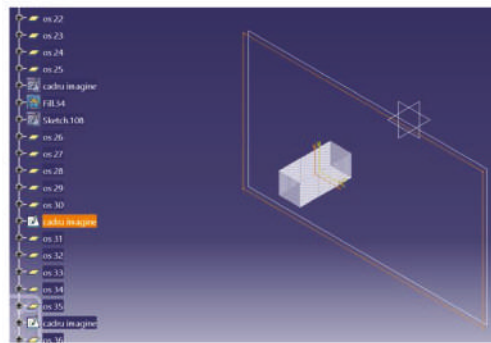 os.22
os.23
os.24
os.25
cadru imagine
Fill.34
Sketch.108
os.26
os.27
os.28
os.29
os.30
cadru imagine
os.31
os.32
os.33
os.34
os.35
cadru imagine
os.36